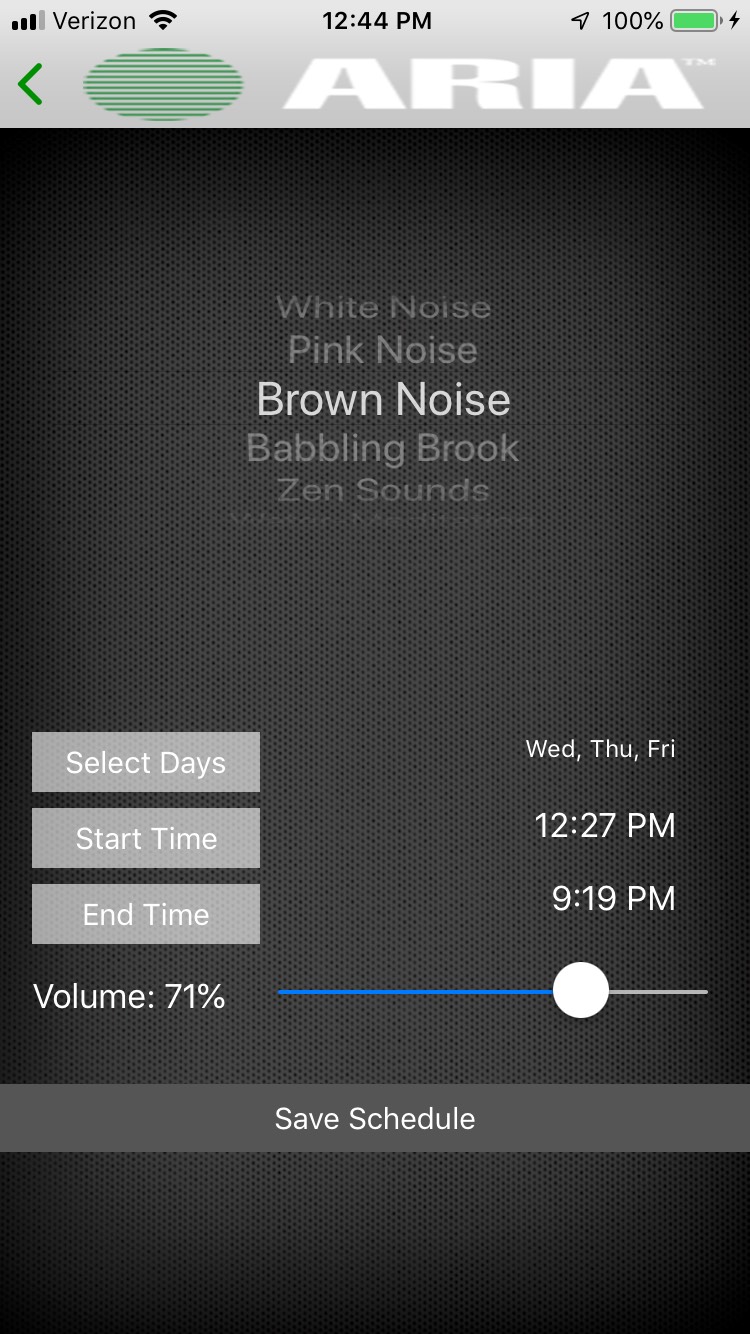 Verizon 12:44 PM 100%
ARIA™
White Noise
Pink Noise
Brown Noise
Babbling Brook
Zen Sounds
Select Days Wed, Thu, Fri
Start Time 12:27 PM
End Time 9:19 PM
Volume: 71%
Save Schedule